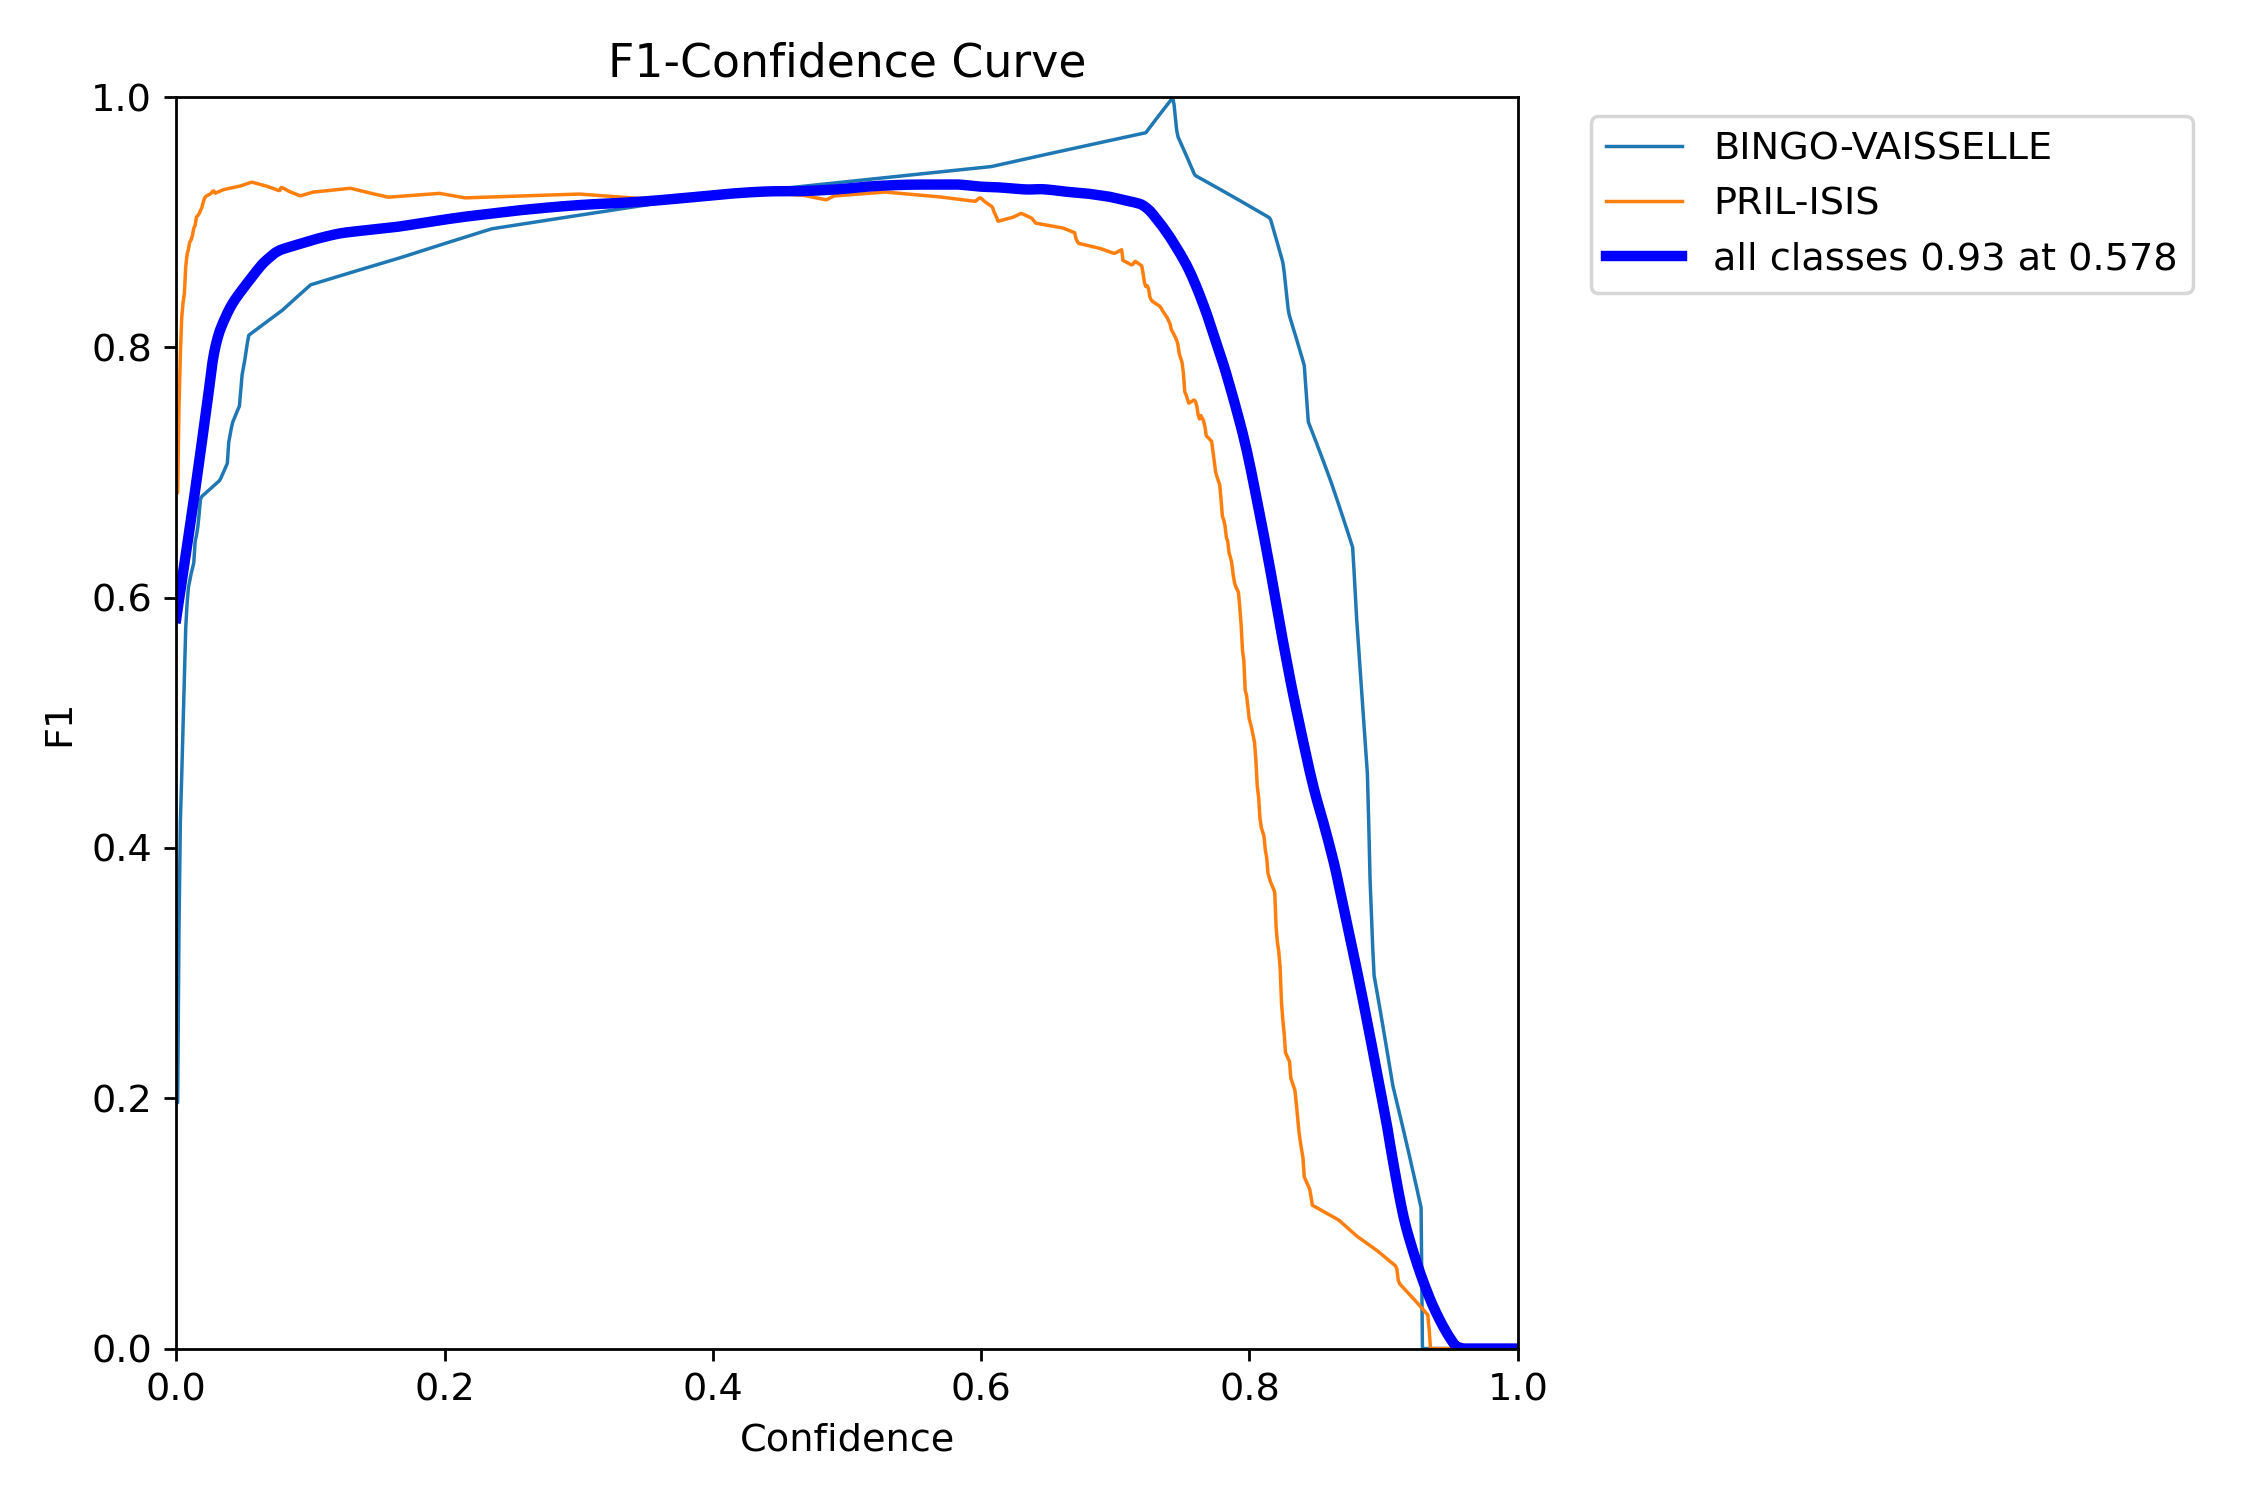 F1-Confidence Curve
BINGO-VAISSELLE
PRIL-ISIS
all classes 0.93 at 0.578
1.0
0.8
0.6
0.4
0.2
0.0
F1
0.0 0.2 0.4 0.6 0.8 1.0
Confidence